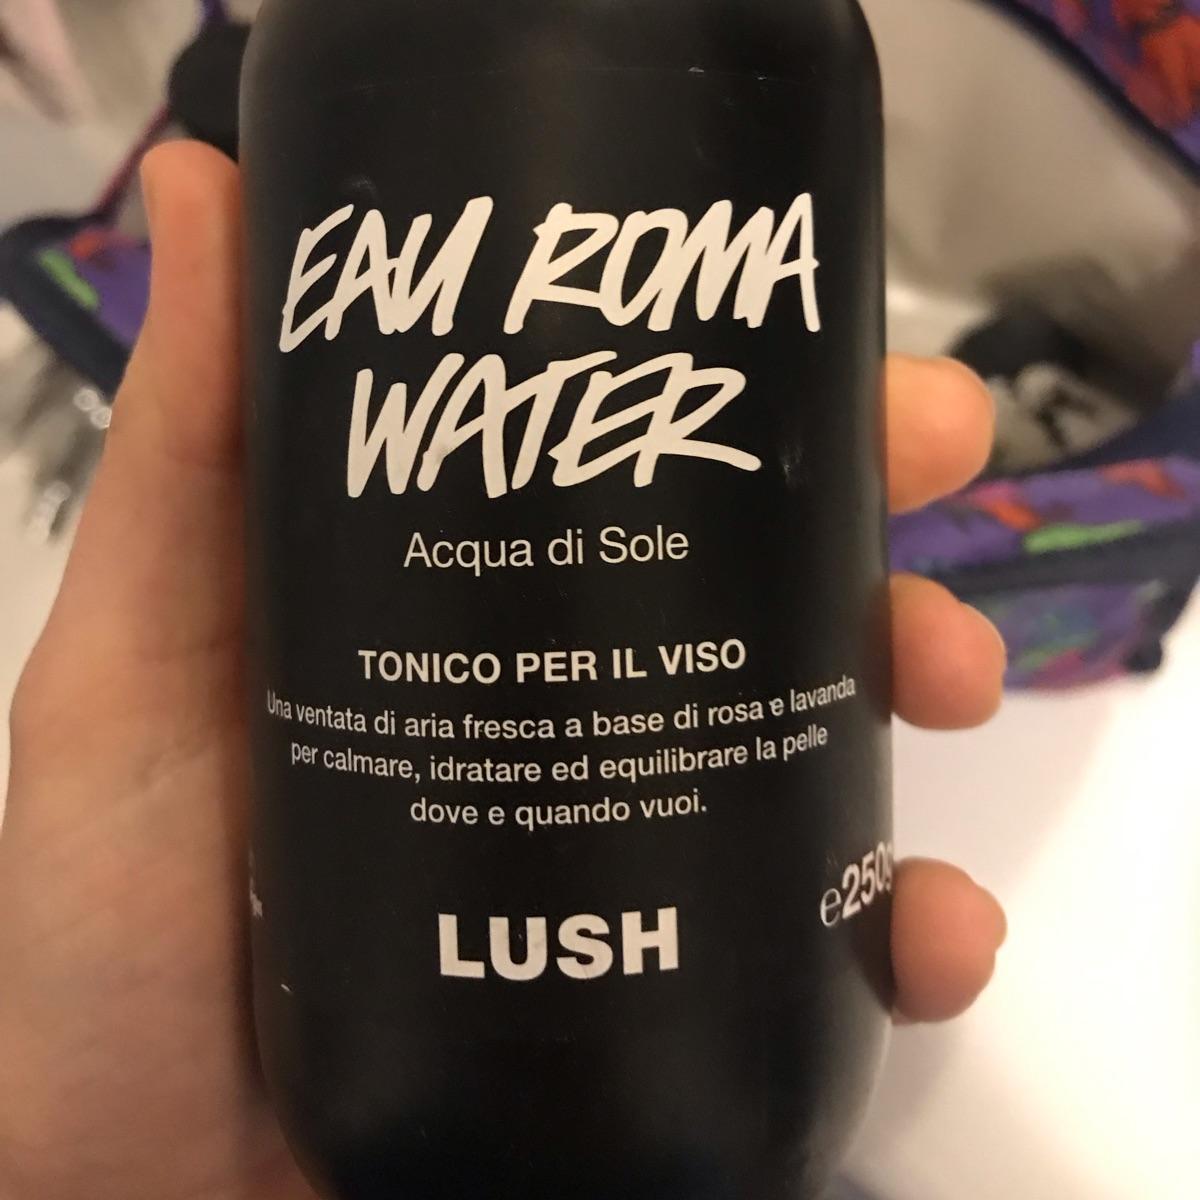 EAU ROMA
WATER
Acqua di Sole
TONICO PER IL VISO
Una ventata di aria fresca a base di rosa e lavanda
per calmare, idratare ed equilibrare la pelle
dove e quando vuoi.
℮250g
LUSH